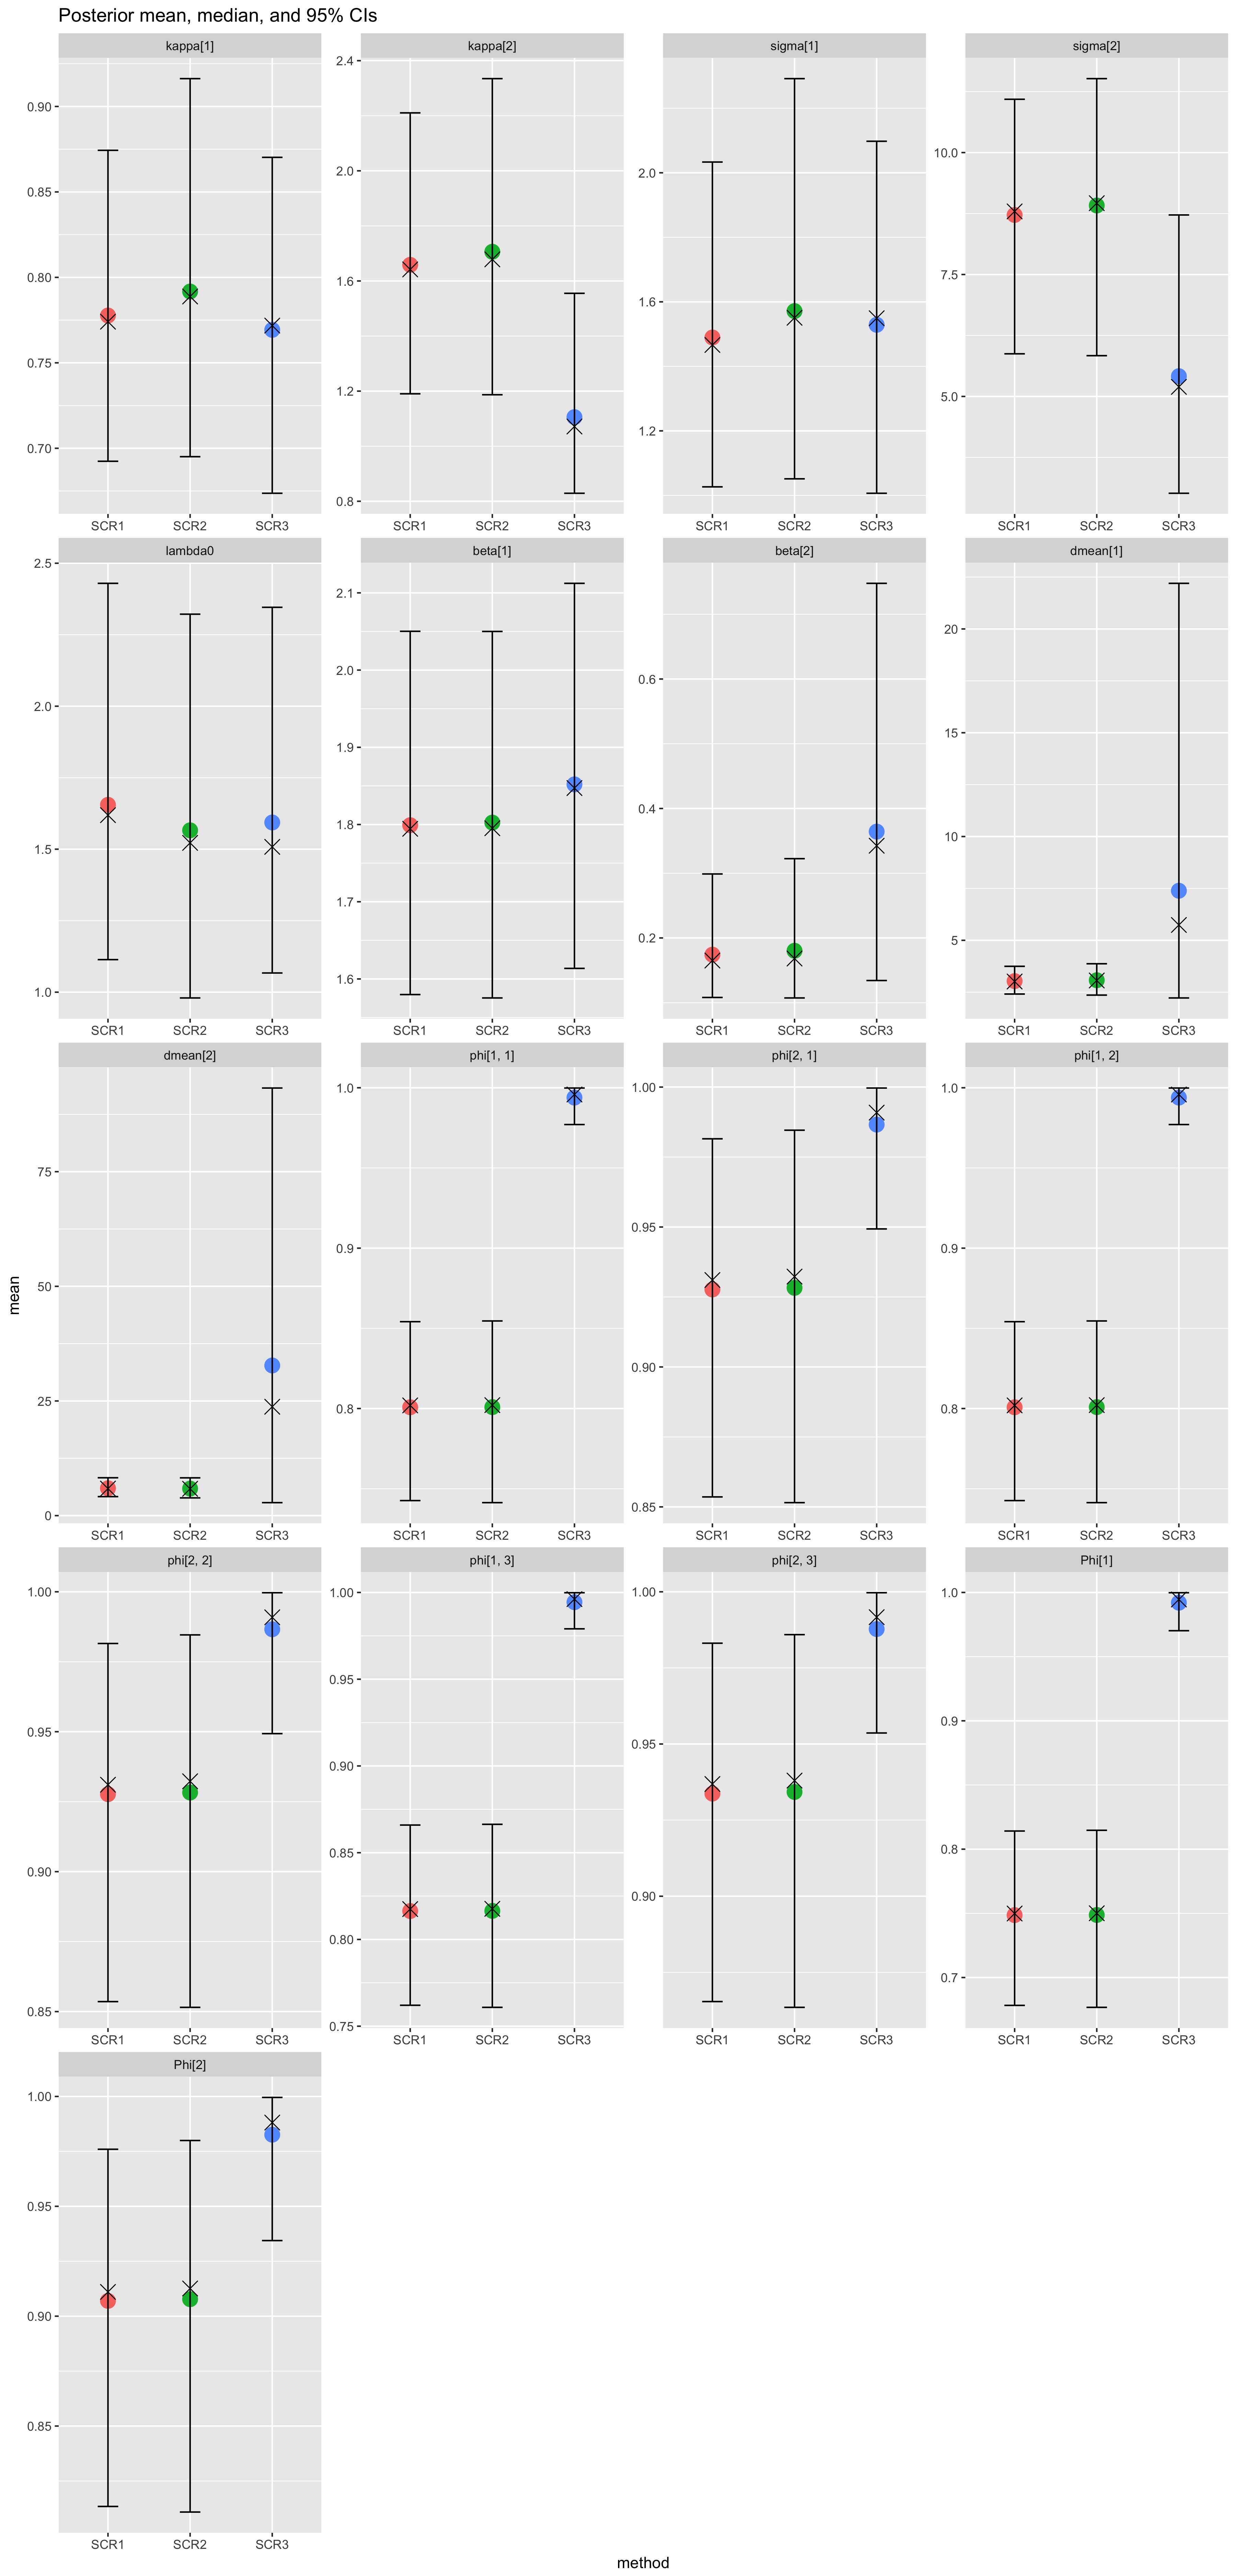 Posterior mean, median, and 95% CIs
kappa[1] kappa[2] sigma[1] sigma[2]
0.90 0.85 0.80 0.75 0.70
2.4 2.0 1.6 1.2 0.8
2.0 1.6 1.2
10.0 7.5 5.0
SCR1 SCR2 SCR3 SCR1 SCR2 SCR3 SCR1 SCR2 SCR3 SCR1 SCR2 SCR3
lambda0 beta[1] beta[2] dmean[1]
2.5 2.0 1.5 1.0
2.1 2.0 1.9 1.8 1.7 1.6
0.6 0.4 0.2
20 15 10 5
SCR1 SCR2 SCR3 SCR1 SCR2 SCR3 SCR1 SCR2 SCR3 SCR1 SCR2 SCR3
dmean[2] phi[1, 1] phi[2, 1] phi[1, 2]
75 50 25 0
1.0 0.9 0.8
1.00 0.95 0.90 0.85
1.0 0.9 0.8
SCR1 SCR2 SCR3 SCR1 SCR2 SCR3 SCR1 SCR2 SCR3 SCR1 SCR2 SCR3
phi[2, 2] phi[1, 3] phi[2, 3] Phi[1]
1.00 0.95 0.90 0.85
1.00 0.95 0.90 0.85 0.80 0.75
1.00 0.95 0.90
1.0 0.9 0.8 0.7
SCR1 SCR2 SCR3 SCR1 SCR2 SCR3 SCR1 SCR2 SCR3 SCR1 SCR2 SCR3
Phi[2]
1.00 0.95 0.90 0.85
SCR1 SCR2 SCR3
mean
method